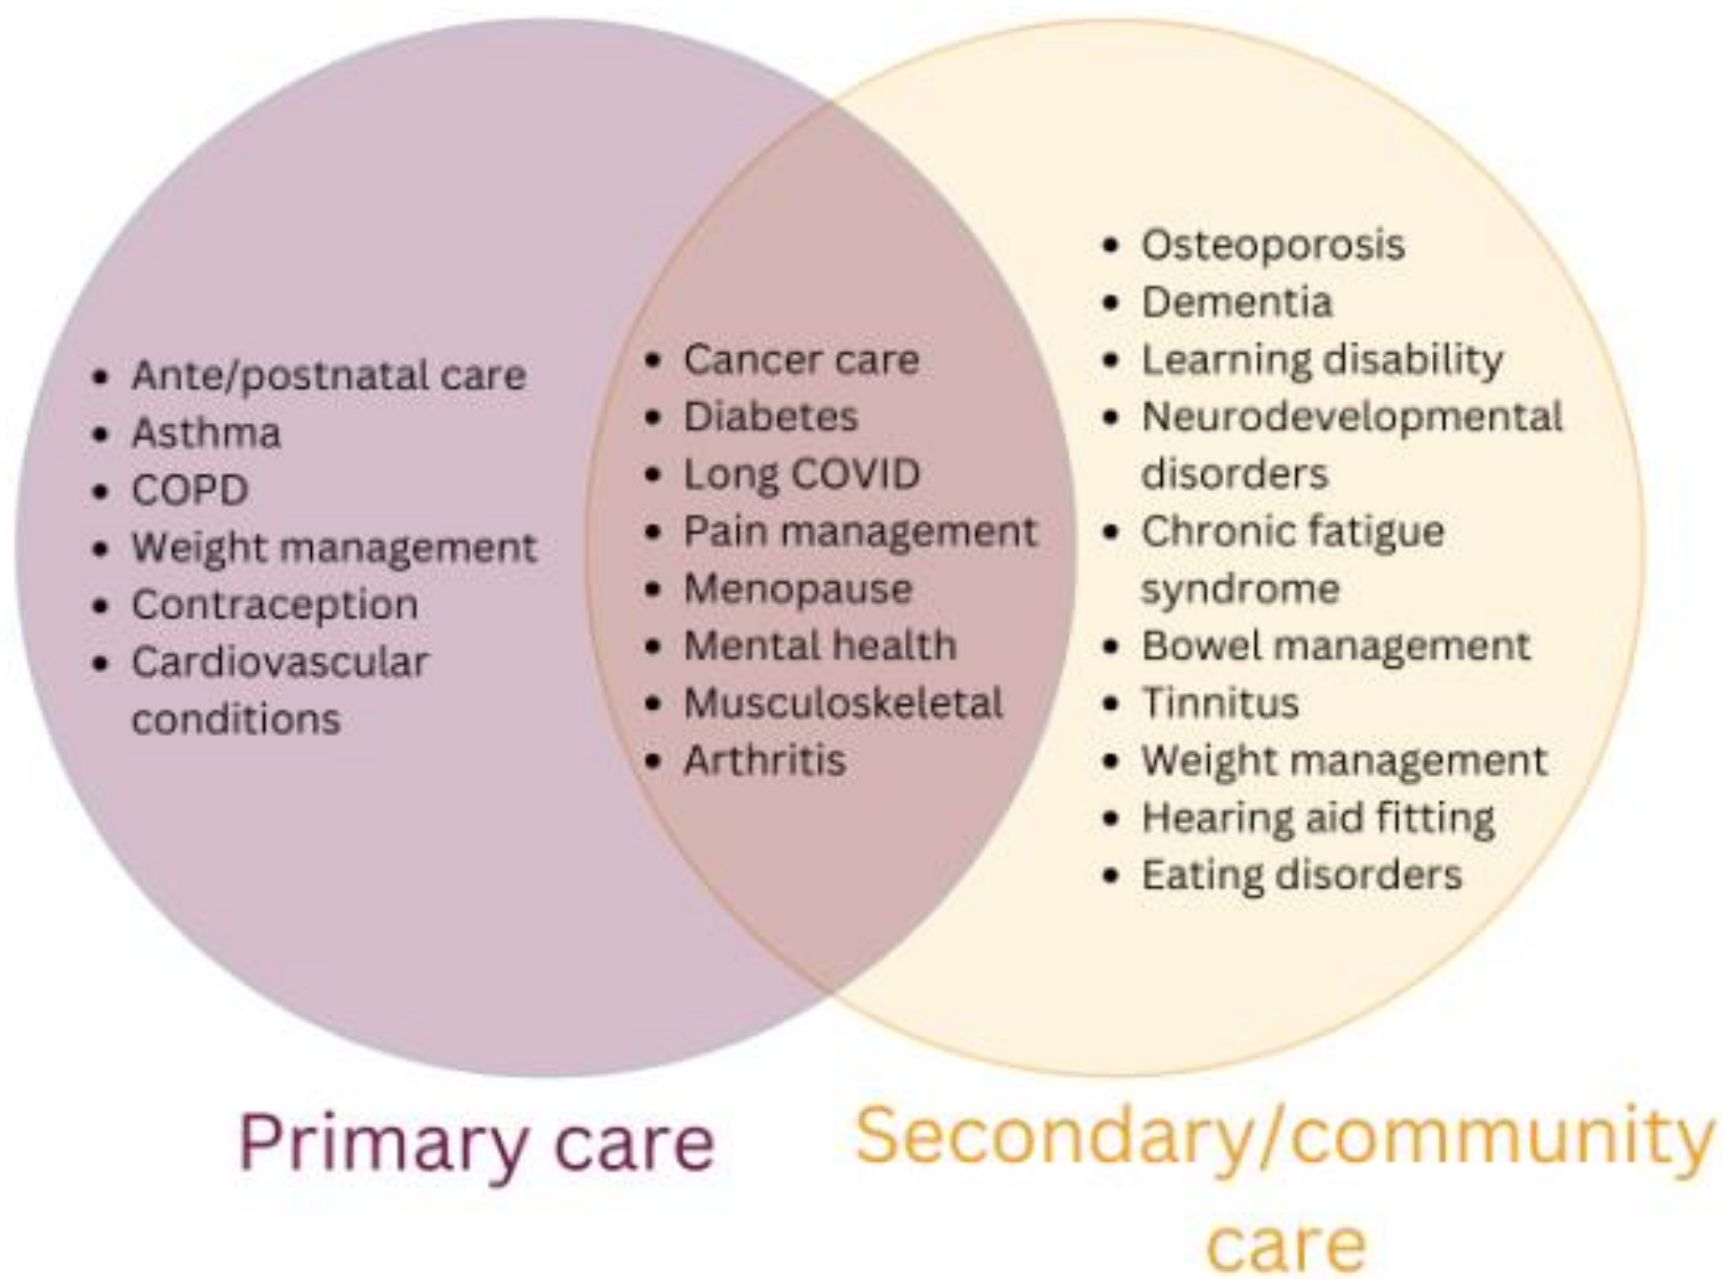 • Ante/postnatal care
• Asthma
• COPD
• Weight management
• Contraception
• Cardiovascular
conditions
• Cancer care
• Diabetes
• Long COVID
• Pain management
• Menopause
• Mental health
• Musculoskeletal
• Arthritis
• Osteoporosis
• Dementia
• Learning disability
• Neurodevelopmental
disorders
• Chronic fatigue
syndrome
• Bowel management
• Tinnitus
• Weight management
• Hearing aid fitting
• Eating disorders
Primary care
Secondary/community
care